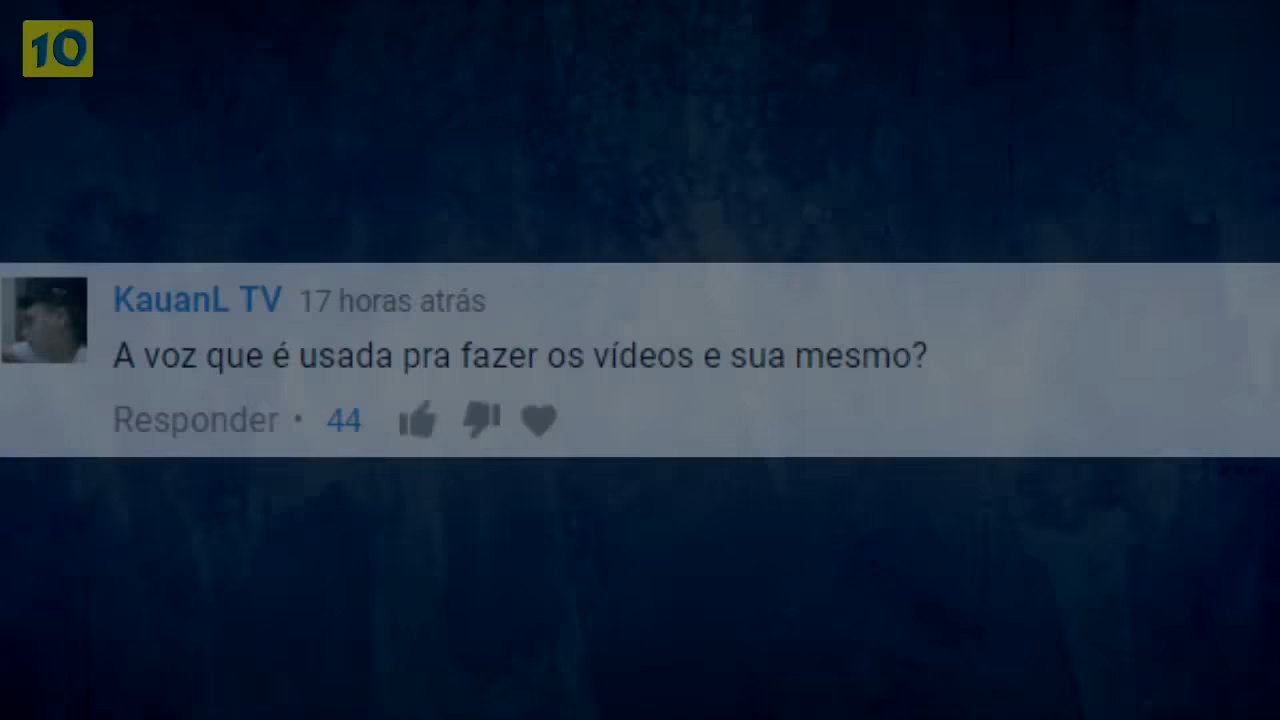 10
KauanL TV 17 horas atrás
A voz que é usada pra fazer os vídeos e sua mesmo?
Responder • 44